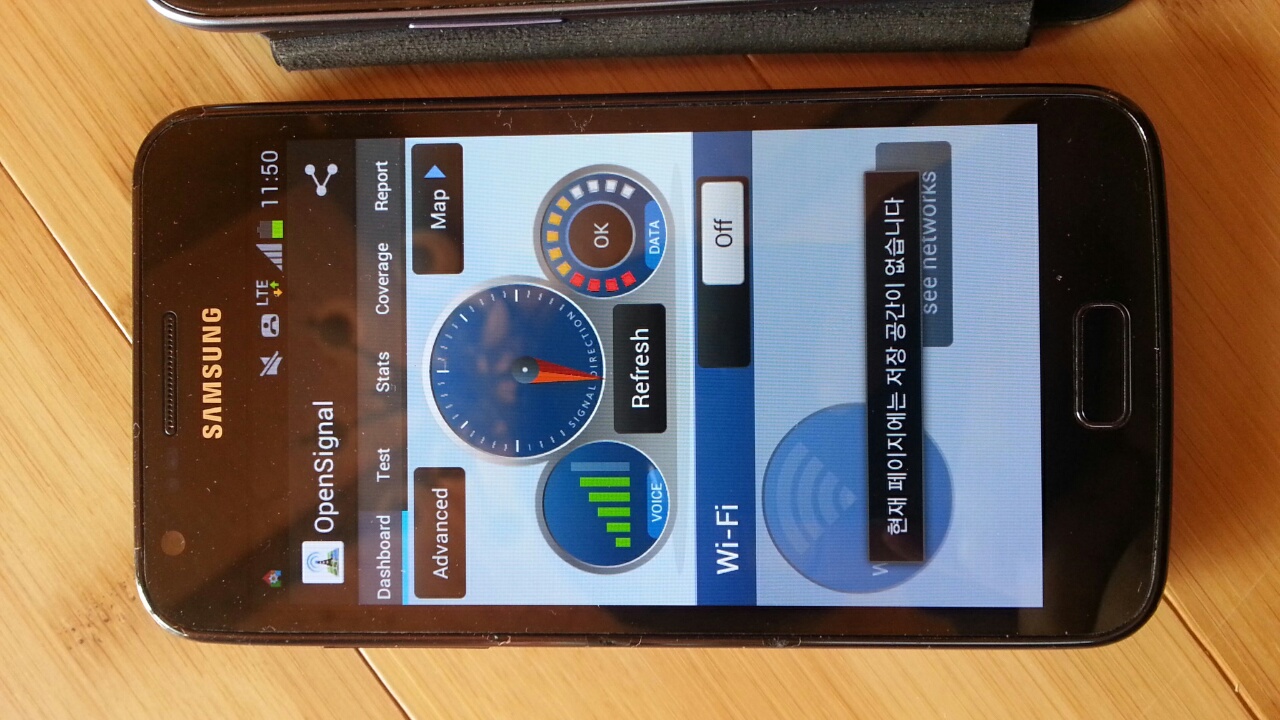 SAMSUNG
LTE 11:50
OpenSignal
Dashboard Test Stats Coverage Report
Advanced Map
SIGNAL DIRECTION
VOICE
OK
DATA
Refresh
Wi-Fi Off
현재 페이지에는 저장 공간이 없습니다
see networks